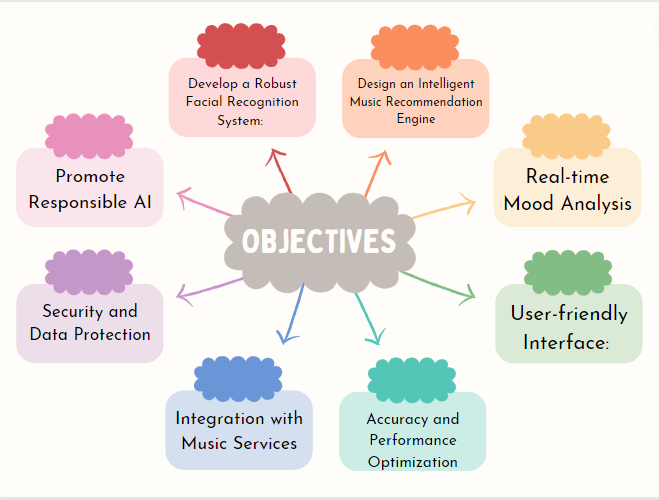 Develop a Robust
Facial Recognition
System:
Design an Intelligent
Music Recommendation
Engine
Promote
Responsible AI
Real-time
Mood Analysis
OBJECTIVES
Security and
Data Protection
User-friendly
Interface:
Integration with
Music Services
Accuracy and
Performance
Optimization